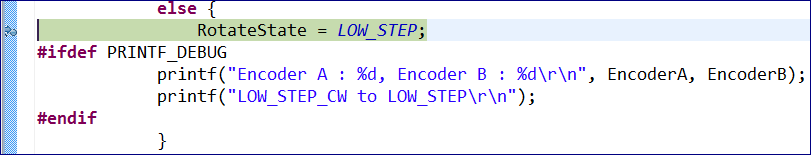 else {
RotateState = LOW_STEP;
#ifdef PRINTF_DEBUG
printf("Encoder A : %d, Encoder B : %d\r\n", EncoderA, EncoderB);
printf("LOW_STEP_CW to LOW_STEP\r\n");
#endif
}